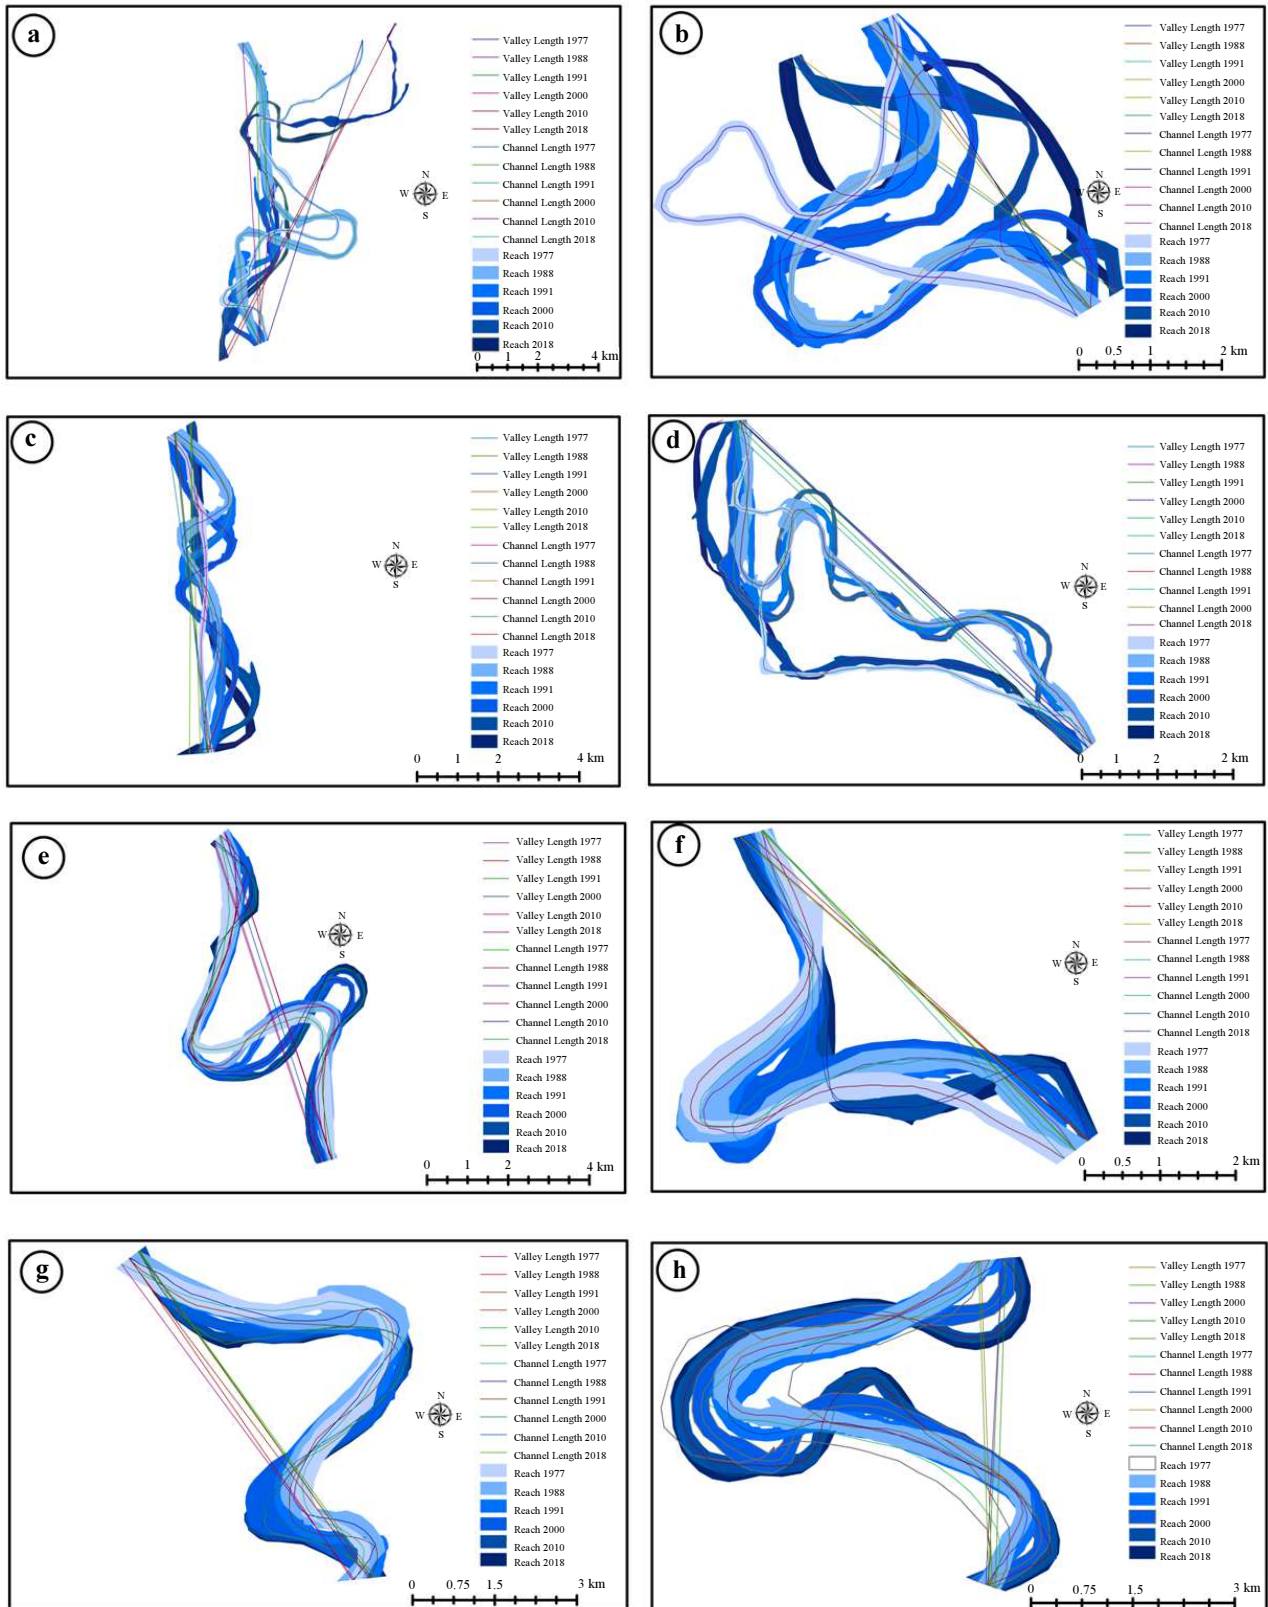 a
Valley Length 1977
Valley Length 1988
Valley Length 1991
Valley Length 2000
Valley Length 2010
Valley Length 2018
Channel Length 1977
Channel Length 1988
Channel Length 1991
Channel Length 2000
Channel Length 2010
Channel Length 2018
Reach 1977
Reach 1988
Reach 1991
Reach 2000
Reach 2010
Reach 2018
N
W E
S
0 1 2 4 km
b
Valley Length 1977
Valley Length 1988
Valley Length 1991
Valley Length 2000
Valley Length 2010
Valley Length 2018
Channel Length 1977
Channel Length 1988
Channel Length 1991
Channel Length 2000
Channel Length 2010
Channel Length 2018
Reach 1977
Reach 1988
Reach 1991
Reach 2000
Reach 2010
Reach 2018
N
W E
S
0 0.5 1 2 km
c
Valley Length 1977
Valley Length 1988
Valley Length 1991
Valley Length 2000
Valley Length 2010
Valley Length 2018
Channel Length 1977
Channel Length 1988
Channel Length 1991
Channel Length 2000
Channel Length 2010
Channel Length 2018
Reach 1977
Reach 1988
Reach 1991
Reach 2000
Reach 2010
Reach 2018
N
W E
S
0 1 2 4 km
d
Valley Length 1977
Valley Length 1988
Valley Length 1991
Valley Length 2000
Valley Length 2010
Valley Length 2018
Channel Length 1977
Channel Length 1988
Channel Length 1991
Channel Length 2000
Channel Length 2018
Reach 1977
Reach 1988
Reach 1991
Reach 2000
Reach 2010
Reach 2018
N
W E
S
0 1 2 2 km
e
Valley Length 1977
Valley Length 1988
Valley Length 1991
Valley Length 2000
Valley Length 2010
Valley Length 2018
Channel Length 1977
Channel Length 1988
Channel Length 1991
Channel Length 2000
Channel Length 2010
Channel Length 2018
Reach 1977
Reach 1988
Reach 1991
Reach 2000
Reach 2010
Reach 2018
N
W E
S
0 1 2 4 km
f
Valley Length 1977
Valley Length 1988
Valley Length 1991
Valley Length 2000
Valley Length 2010
Valley Length 2018
Channel Length 1977
Channel Length 1988
Channel Length 1991
Channel Length 2000
Channel Length 2010
Channel Length 2018
Reach 1977
Reach 1988
Reach 1991
Reach 2000
Reach 2010
Reach 2018
N
W E
S
0 0.5 1 2 km
g
Valley Length 1977
Valley Length 1988
Valley Length 1991
Valley Length 2000
Valley Length 2010
Valley Length 2018
Channel Length 1977
Channel Length 1988
Channel Length 1991
Channel Length 2000
Channel Length 2010
Channel Length 2018
Reach 1977
Reach 1988
Reach 1991
Reach 2000
Reach 2010
Reach 2018
N
W E
S
0 0.75 1.5 3 km
h
Valley Length 1977
Valley Length 1988
Valley Length 2000
Valley Length 2010
Valley Length 2018
Channel Length 1977
Channel Length 1988
Channel Length 1991
Channel Length 2000
Channel Length 2010
Channel Length 2018
Reach 1977
Reach 1988
Reach 1991
Reach 2000
Reach 2010
Reach 2018
N
W E
S
0 0.75 1.5 3 km